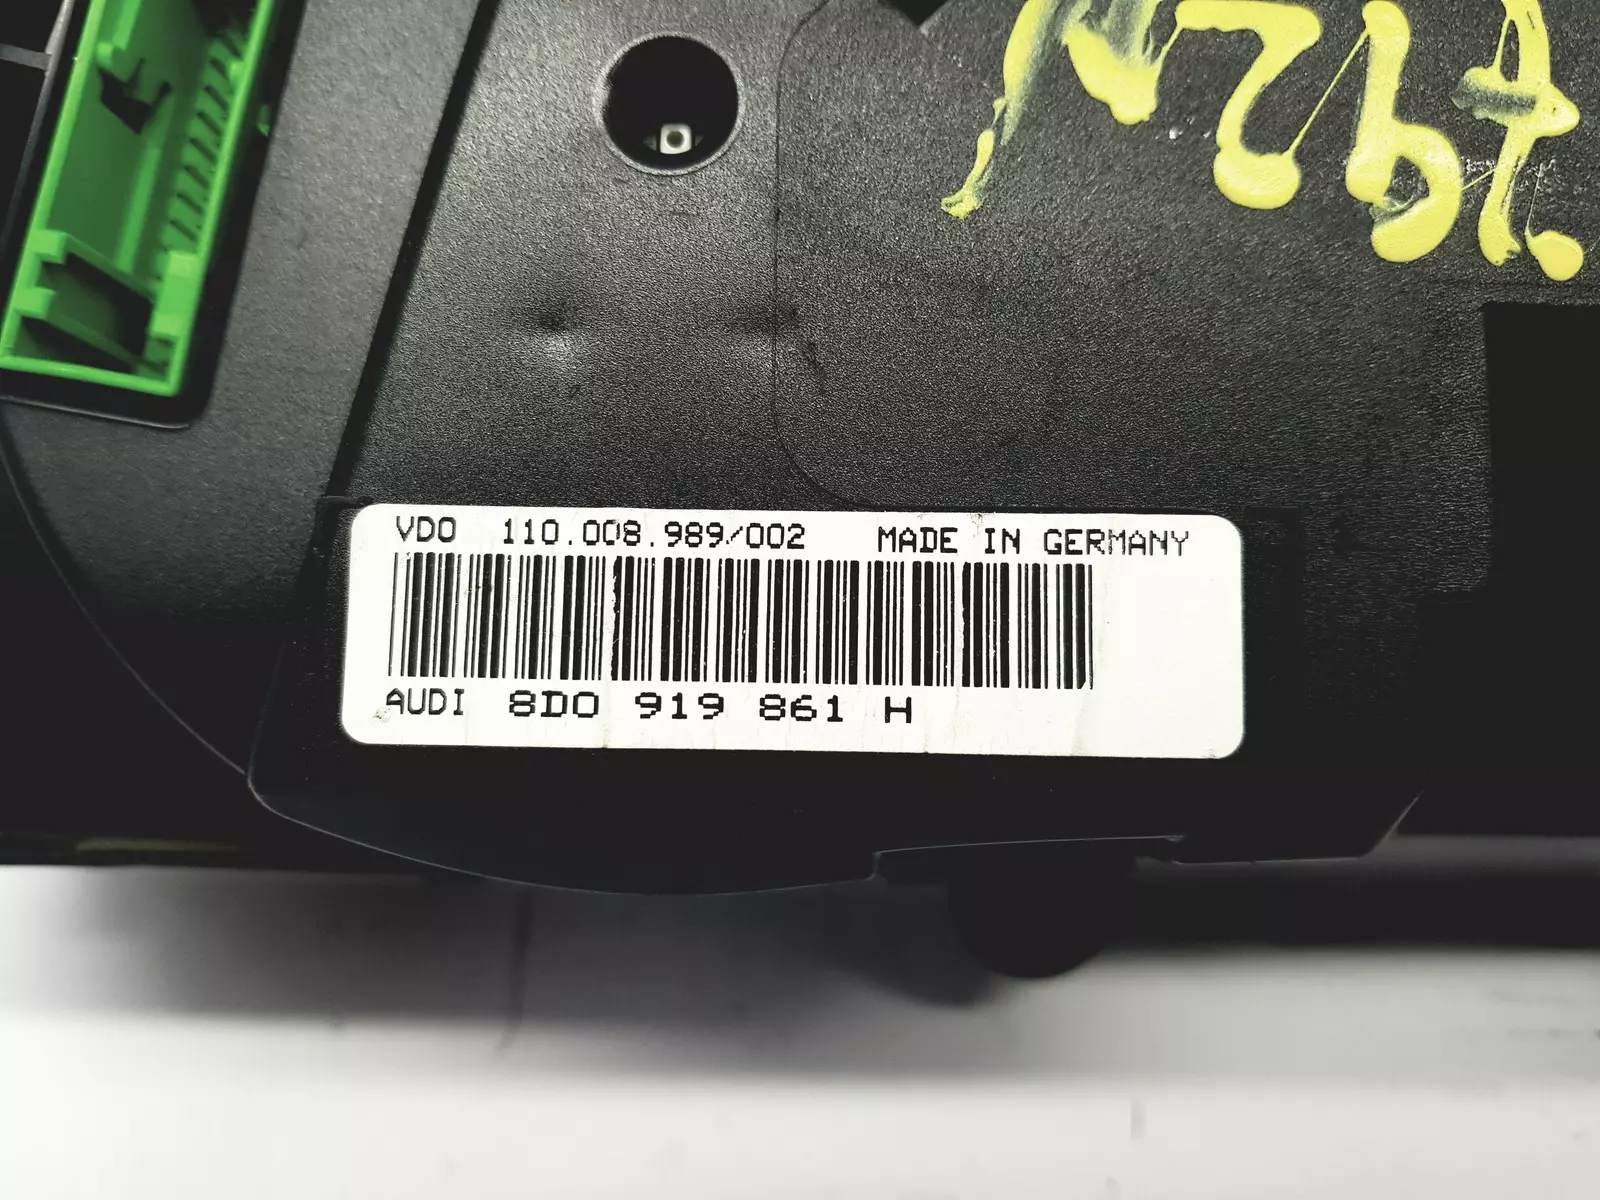 VDO 110.008.989/002 MADE IN GERMANY
AUDI 8D0 919 861 H